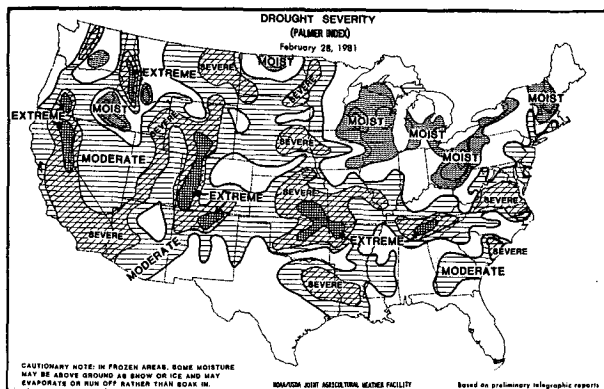 DROUGHT SEVERITY
(PALMER INDEX)
February 28, 1981
MOIST
SEVERE
SEVERE
EXTREME
MOIST
MOIST
EXTREME
MOIST
SEVERE
MOIST
MODERATE
SEVERE
MOIST
EXTREME
SEVERE
SEVERE
SEVERE
EXTREME
SEVERE
MODERATE
MODERATE
SEVERE
CAUTIONARY NOTE: IN FROZEN AREAS, SOME MOISTURE
MAY BE ABOVE GROUND AS SNOW OR ICE AND MAY
EVAPORATE OR RUN OFF RATHER THAN SOAK IN.
NOAA/USDA JOINT AGRICULTURAL WEATHER FACILITY
Based on preliminary telegraphic reports